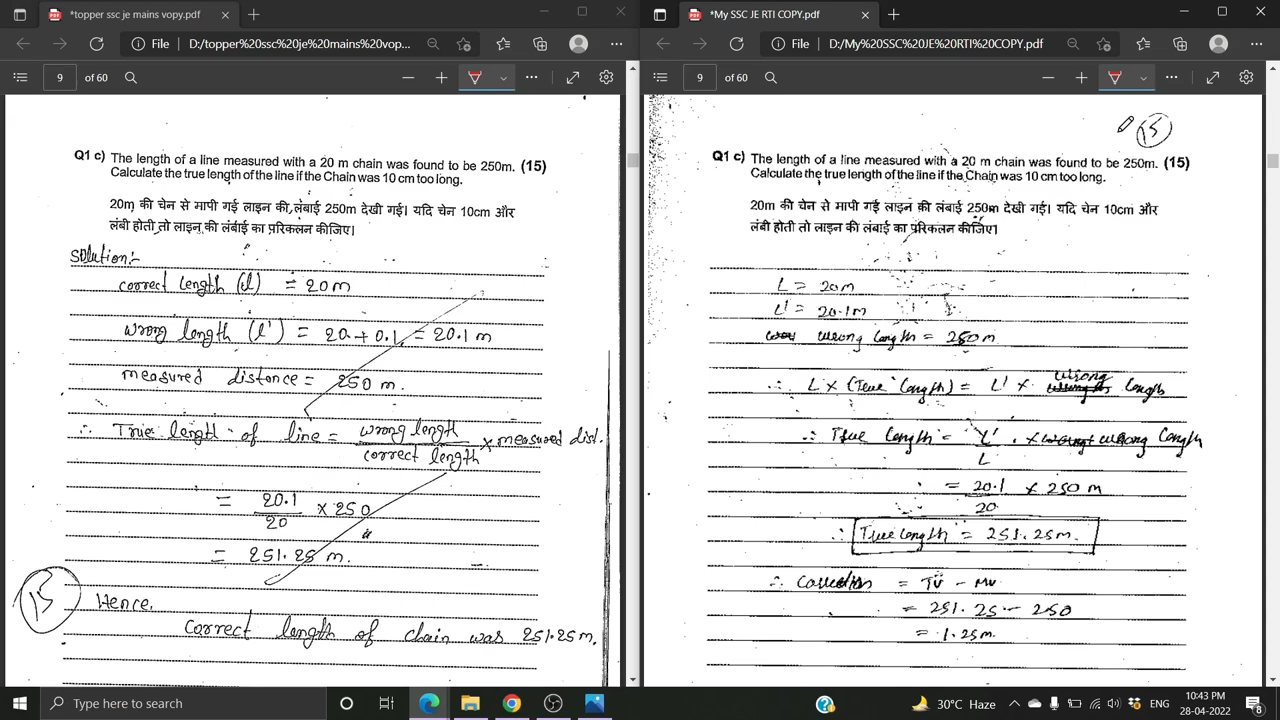 *topper ssc je mains vopy.pdf
File
D:/topper%20ssc%20je%20mains%20vop...
9 of 60
Q1 c) The length of a line measured with a 20 m chain was found to be 250m. (15)
Calculate the true length of the line if the Chain was 10 cm too long.
20m की चेन से मापी गई लाइन की लंबाई 250m देखी गई। यदि चेन 10cm और
लंबी होती तो लाइन की लंबाई का परिकलन कीजिए।
Solution:-
correct length (l) = 20m
wrong length (l') = 20 + 0.1 = 20.1 m
measured distance = 250 m.
∴ True length of line = wrong length / correct length × measured dist.
= 20.1 / 20 × 250
= 251.25 m.
15
Hence,
correct length of chain was 251.25m.
*My SSC JE RTI COPY.pdf
File
D:/My%20SSC%20JE%20RTI%20COPY.pdf
9 of 60
15
Q1 c) The length of a line measured with a 20 m chain was found to be 250m. (15)
Calculate the true length of the line if the Chain was 10 cm too long.
20m की चेन से मापी गई लाइन की लंबाई 250m देखी गई। यदि चेन 10cm और
लंबी होती तो लाइन की लंबाई का परिकलन कीजिए।
L = 20m
L' = 20.1m
wrong length = 250 m
∴ L × (True length) = L' × wrong length
∴ True length = L' / L × wrong length
= 20.1 / 20 × 250 m
∴ True length = 251.25m.
∴ Correction = TV - MV
= 251.25 - 250
= 1.25m
Type here to search
30°C Haze
ENG
10:43 PM
28-04-2022
2